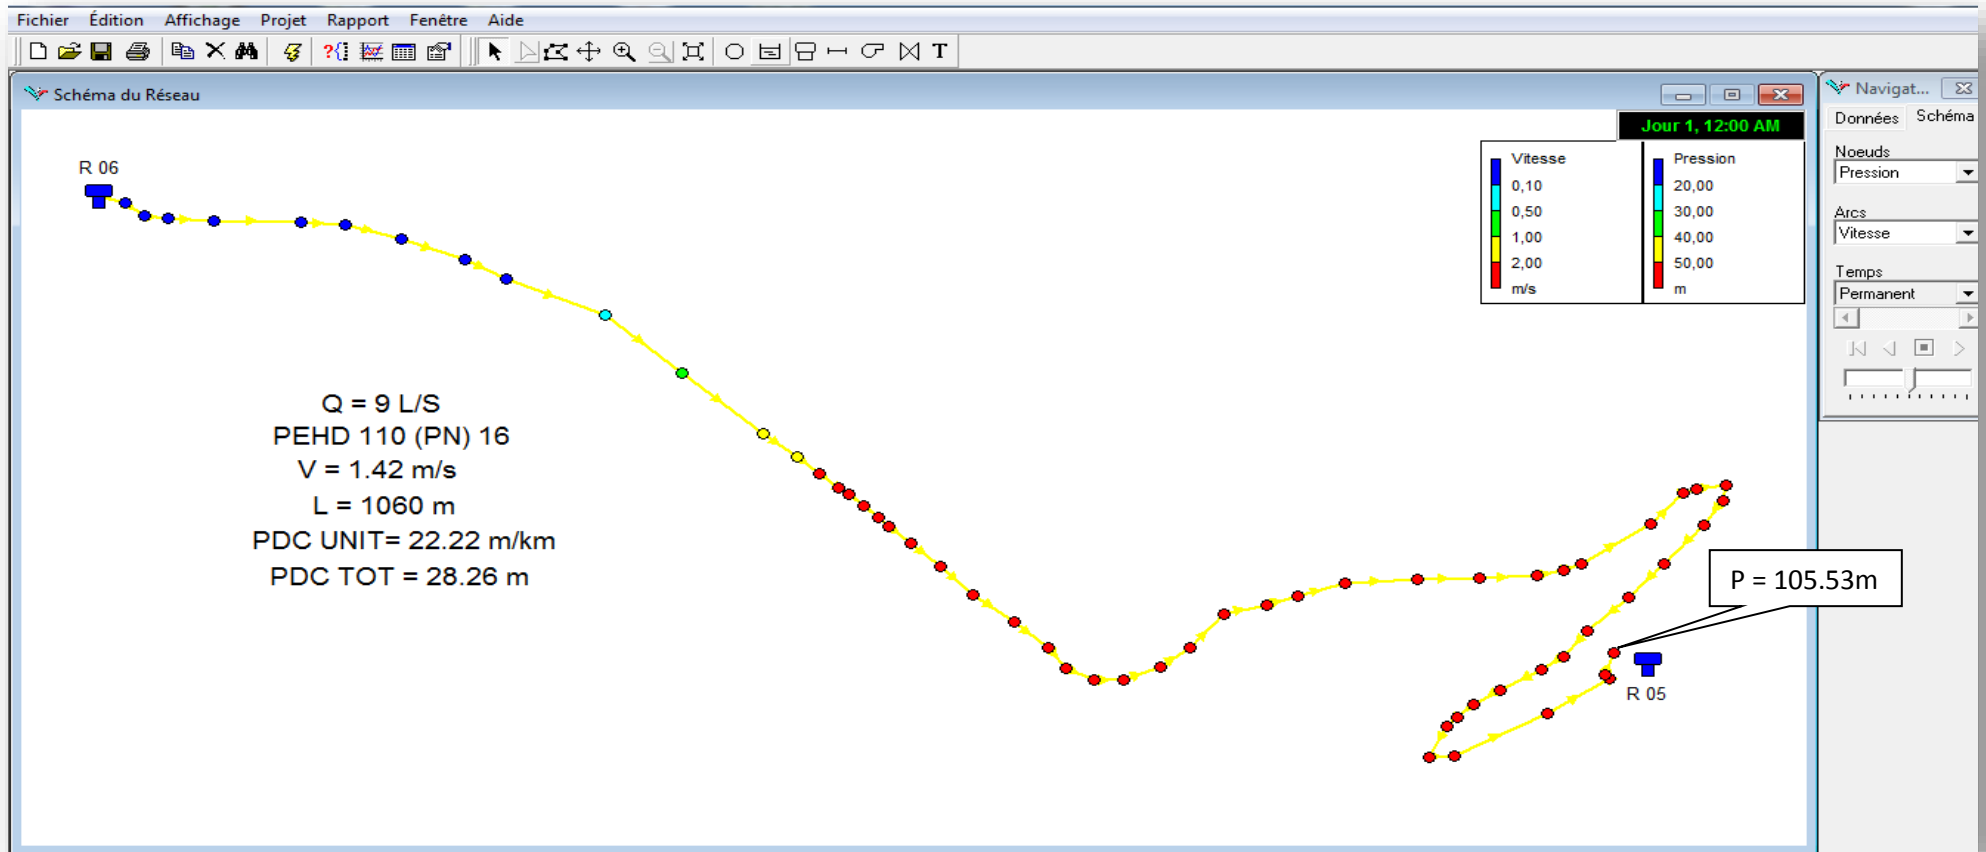 Fichier Édition Affichage Projet Rapport Fenêtre Aide
T
Schéma du Réseau
Navigat...
Données Schéma
Jour 1, 12:00 AM
Noeuds
Pression
Arcs
Vitesse
Temps
Permanent
Vitesse
0,10
0,50
1,00
2,00
m/s
Pression
20,00
30,00
40,00
50,00
m
R 06
Q = 9 L/S
PEHD 110 (PN) 16
V = 1.42 m/s
L = 1060 m
PDC UNIT= 22.22 m/km
PDC TOT = 28.26 m
P = 105.53m
R 05